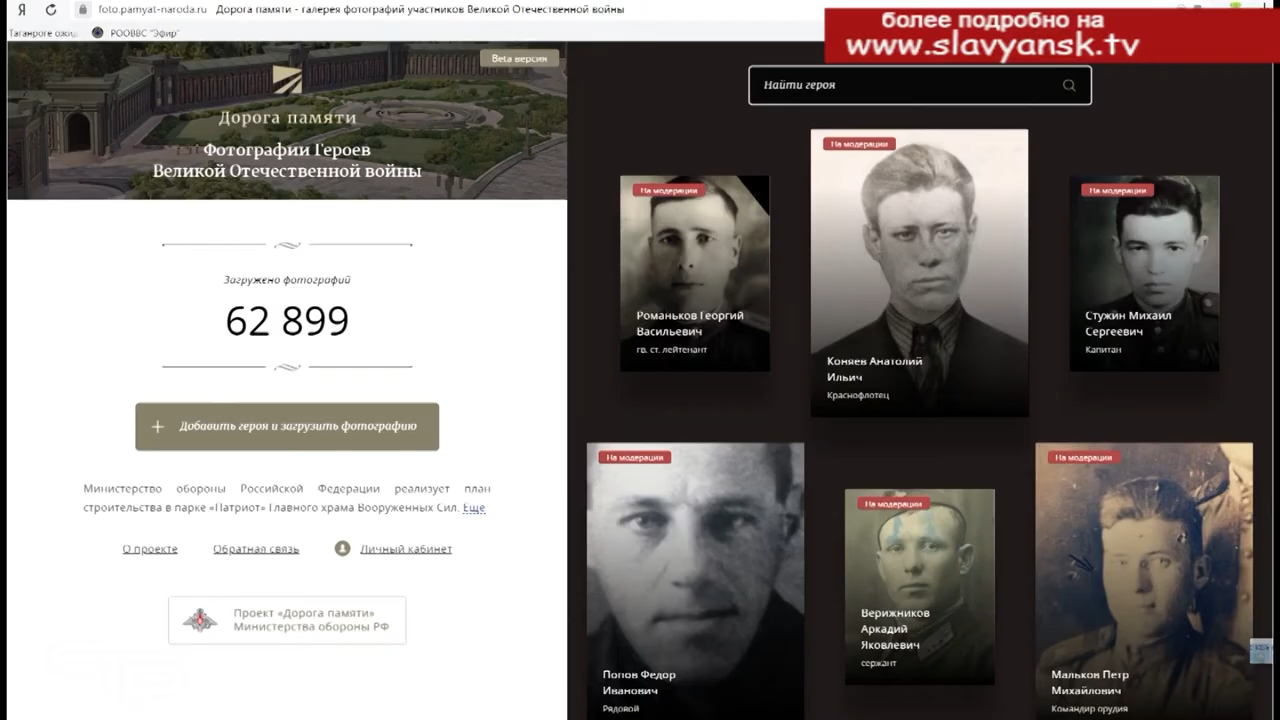 Я
foto.pamyat-naroda.ru Дорога памяти - галерея фотографий участников Великой Отечественной войны
Таганроге ожид
РООВВС "Эфир"
более подробно на
www.slavyansk.tv
Beta версия
Дорога памяти
Фотографии Героев
Великой Отечественной войны
Загружено фотографий
62 899
+ Добавить героя и загрузить фотографию
Министерство обороны Российской Федерации реализует план
строительства в парке «Патриот» Главного храма Вооруженных Сил. Еще
О проекте
Обратная связь
Личный кабинет
Проект «Дорога памяти»
Министерства обороны РФ
Найти героя
На модерации
Романьков Георгий
Васильевич
гв. ст. лейтенант
На модерации
Коняев Анатолий
Ильич
Краснофлотец
На модерации
Стужин Михаил
Сергеевич
Капитан
На модерации
Попов Федор
Иванович
Рядовой
На модерации
Верижников
Аркадий
Яковлевич
сержант
На модерации
Мальков Петр
Михайлович
Командир орудия